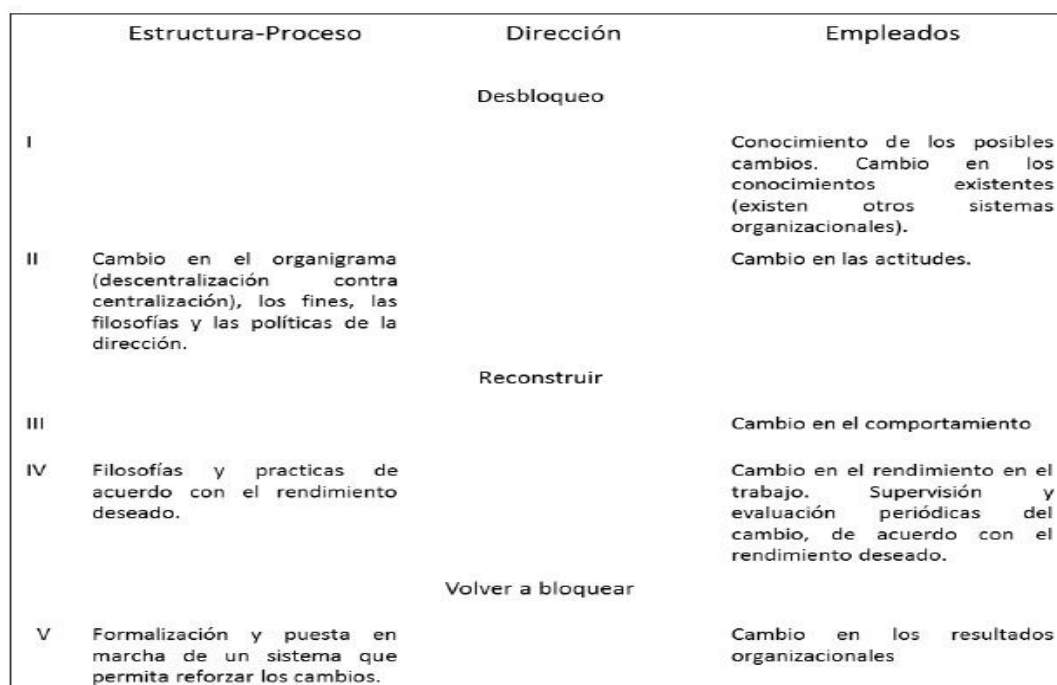 Estructura-Proceso Dirección Empleados
Desbloqueo
I Conocimiento de los posibles
cambios. Cambio en los
conocimientos existentes
(existen otros sistemas
organizacionales).
II Cambio en el organigrama
(descentralización contra
centralización), los fines, las
filosofías y las políticas de la
dirección.
Cambio en las actitudes.
Reconstruir
III Cambio en el comportamiento
IV Filosofías y practicas de
acuerdo con el rendimiento
deseado.
Cambio en el rendimiento en el
trabajo. Supervisión y
evaluación periódicas del
cambio, de acuerdo con el
rendimiento deseado.
Volver a bloquear
V Formalización y puesta en
marcha de un sistema que
permita reforzar los cambios.
Cambio en los resultados
organizacionales